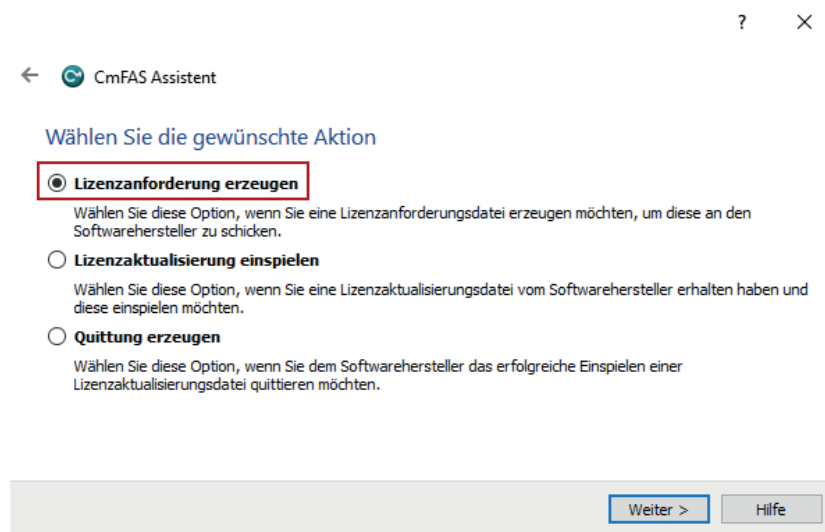 ?
CmFAS Assistent
Wählen Sie die gewünschte Aktion
Lizenzanforderung erzeugen
Wählen Sie diese Option, wenn Sie eine Lizenzanforderungsdatei erzeugen möchten, um diese an den
Softwarehersteller zu schicken.
Lizenzaktualisierung einspielen
Wählen Sie diese Option, wenn Sie eine Lizenzaktualisierungsdatei vom Softwarehersteller erhalten haben und
diese einspielen möchten.
Quittung erzeugen
Wählen Sie diese Option, wenn Sie dem Softwarehersteller das erfolgreiche Einspielen einer
Lizenzaktualisierungsdatei quittieren möchten.
Weiter > Hilfe